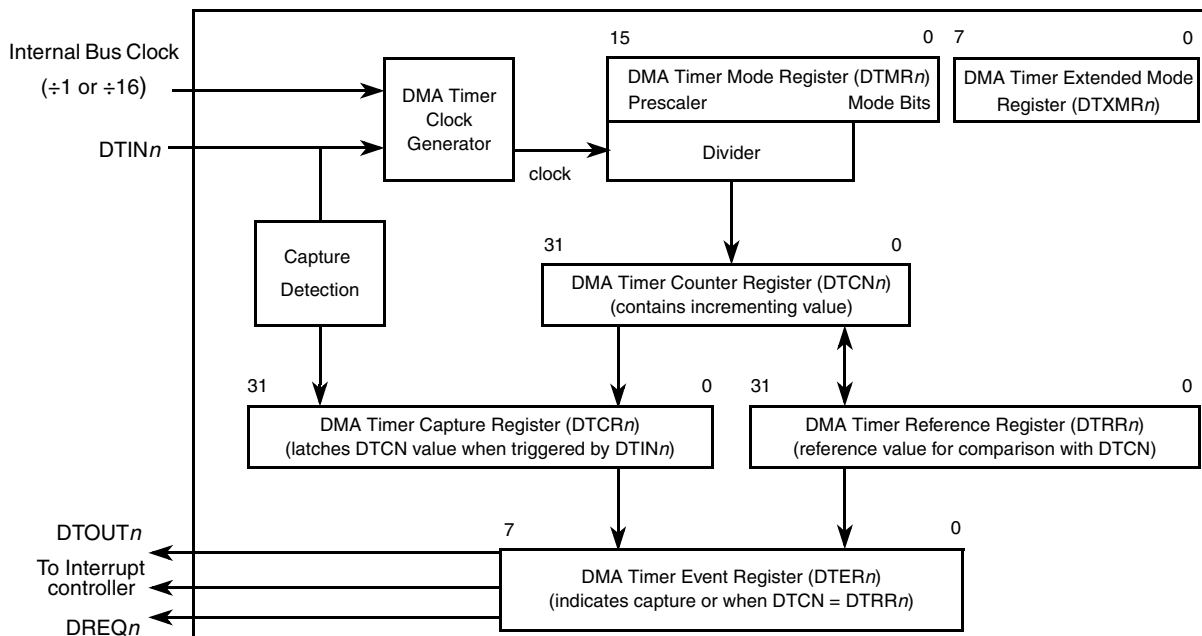 15 0 7 0
Internal Bus Clock
(÷1 or ÷16)
DMA Timer Mode Register (DTMRn)
Prescaler Mode Bits
DMA Timer Extended Mode
Register (DTXMRn)
DMA Timer
Clock
Generator
DTINn
clock
Divider
Capture
Detection
31 0
DMA Timer Counter Register (DTCNn)
(contains incrementing value)
31 0 31 0
DMA Timer Capture Register (DTCRn)
(latches DTCN value when triggered by DTINn)
DMA Timer Reference Register (DTRRn)
(reference value for comparison with DTCN)
7 0
DTOUTn
To Interrupt
controller
DREQn
DMA Timer Event Register (DTERn)
(indicates capture or when DTCN = DTRRn)